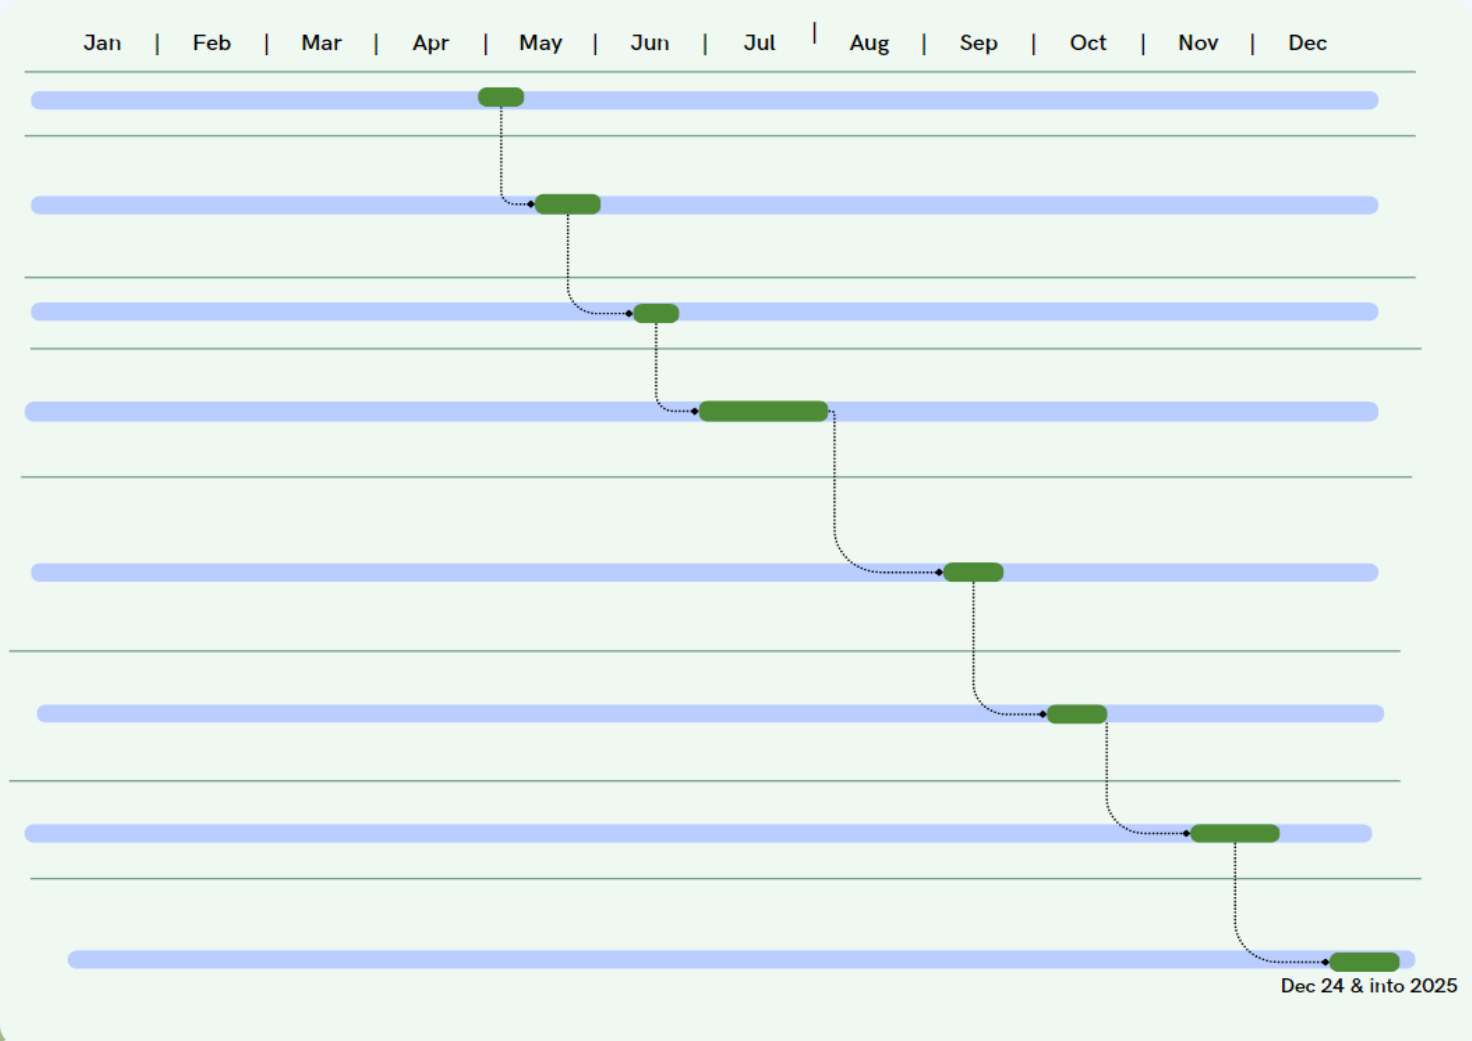 Jan | Feb | Mar | Apr | May | Jun | Jul | Aug | Sep | Oct | Nov | Dec
Dec 24 & into 2025